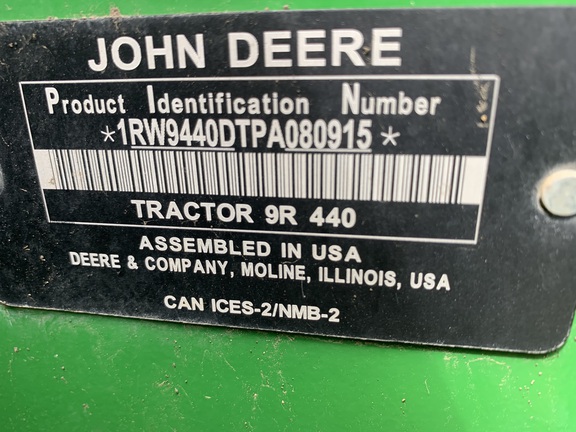 JOHN DEERE
Product Identification Number
*1RW9440DTPA080915*
TRACTOR 9R 440
ASSEMBLED IN USA
DEERE & COMPANY, MOLINE, ILLINOIS, USA
CAN ICES-2/NMB-2